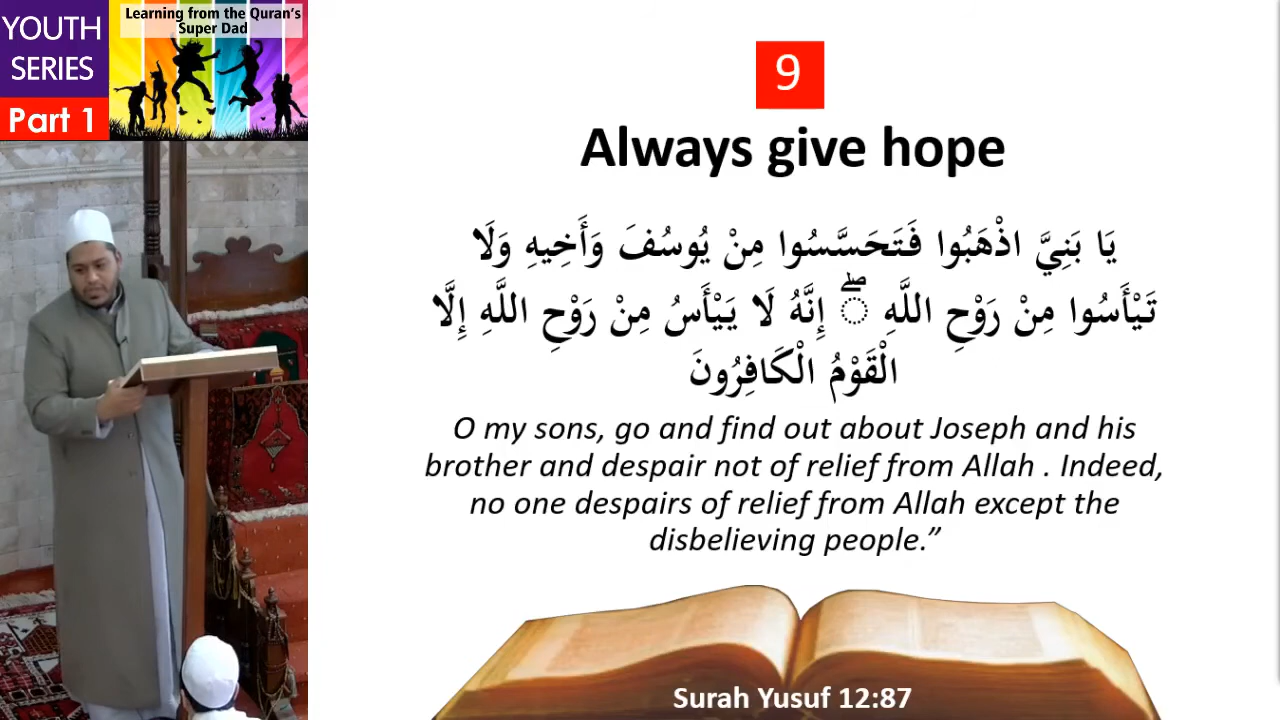 YOUTH
SERIES
Part 1
Learning from the Quran's
Super Dad
9
Always give hope
يَا بَنِيَّ اذْهَبُوا فَتَحَسَّسُوا مِنْ يُوسُفَ وَأَخِيهِ وَلَا
تَيْأَسُوا مِنْ رَوْحِ اللَّهِ ۖ إِنَّهُ لَا يَيْأَسُ مِنْ رَوْحِ اللَّهِ إِلَّا
الْقَوْمُ الْكَافِرُونَ
O my sons, go and find out about Joseph and his
brother and despair not of relief from Allah . Indeed,
no one despairs of relief from Allah except the
disbelieving people.”
Surah Yusuf 12:87